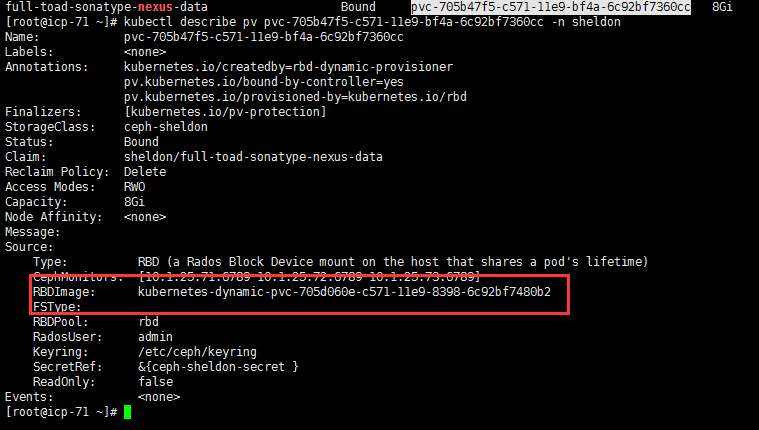 full-toad-sonatype-nexus-data Bound pvc-705b47f5-c571-11e9-bf4a-6c92bf7360cc 8Gi
[root@icp-71 ~]# kubectl describe pv pvc-705b47f5-c571-11e9-bf4a-6c92bf7360cc -n sheldon
Name: pvc-705b47f5-c571-11e9-bf4a-6c92bf7360cc
Labels: <none>
Annotations: kubernetes.io/createdby=rbd-dynamic-provisioner
pv.kubernetes.io/bound-by-controller=yes
pv.kubernetes.io/provisioned-by=kubernetes.io/rbd
Finalizers: [kubernetes.io/pv-protection]
StorageClass: ceph-sheldon
Status: Bound
Claim: sheldon/full-toad-sonatype-nexus-data
Reclaim Policy: Delete
Access Modes: RWO
Capacity: 8Gi
Node Affinity: <none>
Message:
Source:
Type: RBD (a Rados Block Device mount on the host that shares a pod's lifetime)
CephMonitors: [10.1.25.71:6789 10.1.25.72:6789 10.1.25.73:6789]
RBDImage: kubernetes-dynamic-pvc-705d060e-c571-11e9-8398-6c92bf7480b2
FSType:
RBDPool: rbd
RadosUser: admin
Keyring: /etc/ceph/keyring
SecretRef: &{ceph-sheldon-secret }
ReadOnly: false
Events: <none>
[root@icp-71 ~]#